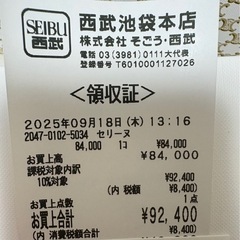 SEIBU
西武
西武池袋本店
株式会社 そごう・西武
電話 03(3981)0111大代表
登録番号 T6010001127026
<領収証>
2025年09月18日(木) 13:16
2047-0102-5034 セリーヌ
84,000 1コ ¥84,000
お買上高 ¥84,000
課税対象内訳
10%対象 ¥92,400
(内 税額 ¥8,400)
お買上点数 1点
お買上合計 ¥92,400
(内 消費税額合計 ¥8,400)